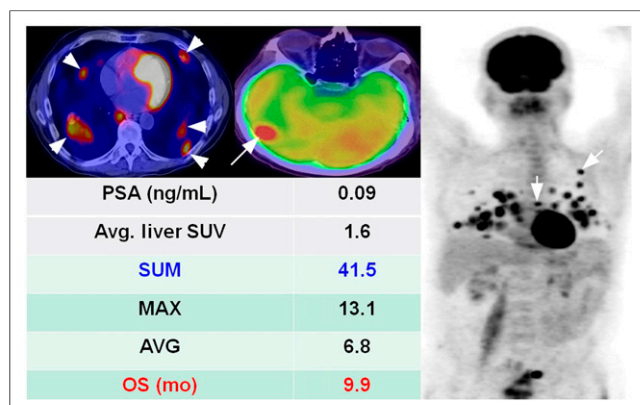 PSA (ng/mL) 0.09
Avg. liver SUV 1.6
SUM 41.5
MAX 13.1
AVG 6.8
OS (mo) 9.9